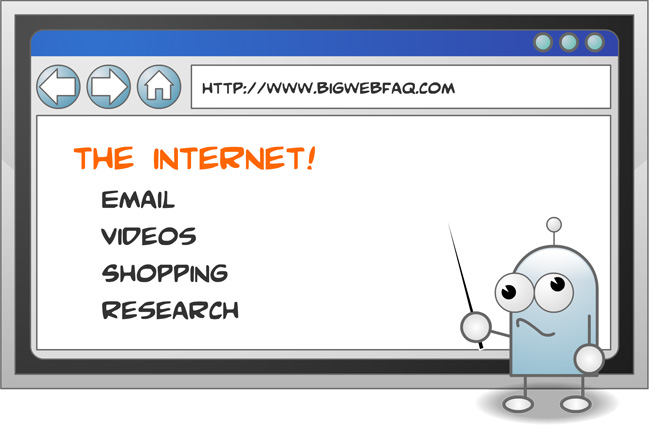 HTTP://WWW.BIGWEBFAQ.COM
THE INTERNET!
EMAIL
VIDEOS
SHOPPING
RESEARCH